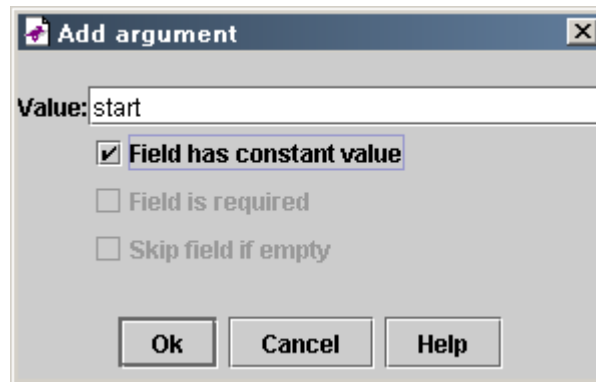 Add argument
Value: start
Field has constant value
Field is required
Skip field if empty
Ok Cancel Help